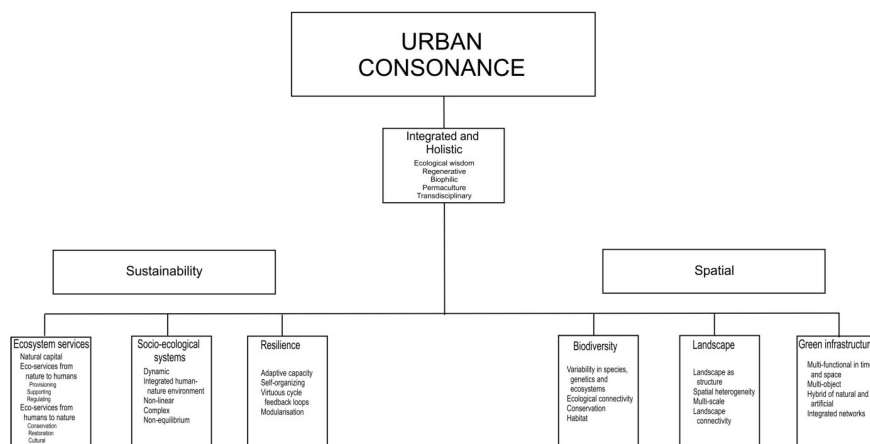 URBAN
CONSONANCE
Integrated and
Holistic
Ecological wisdom
Regenerative
Biophilic
Permaculture
Transdisciplinary
Sustainability
Spatial
Ecosystem services
Natural capital
Eco-services from
nature to humans
Provisioning
Supporting
Regulating
Eco-services from
humans to nature
Conservation
Restoration
Cultural
Socio-ecological
systems
Dynamic
Integrated human-
nature environment
Non-linear
Complex
Non-equilibrium
Resilience
Adaptive capacity
Self-organizing
Virtuous cycle
feedback loops
Modularisation
Biodiversity
Variability in species,
genetics and
ecosystems
Ecological connectivity
Conservation
Habitat
Landscape
Landscape as
structure
Spatial heterogeneity
Multi-scale
Landscape
connectivity
Green infrastructur
Multi-functional in time
and space
Multi-object
Hybrid of natural and
artificial
Integrated networks